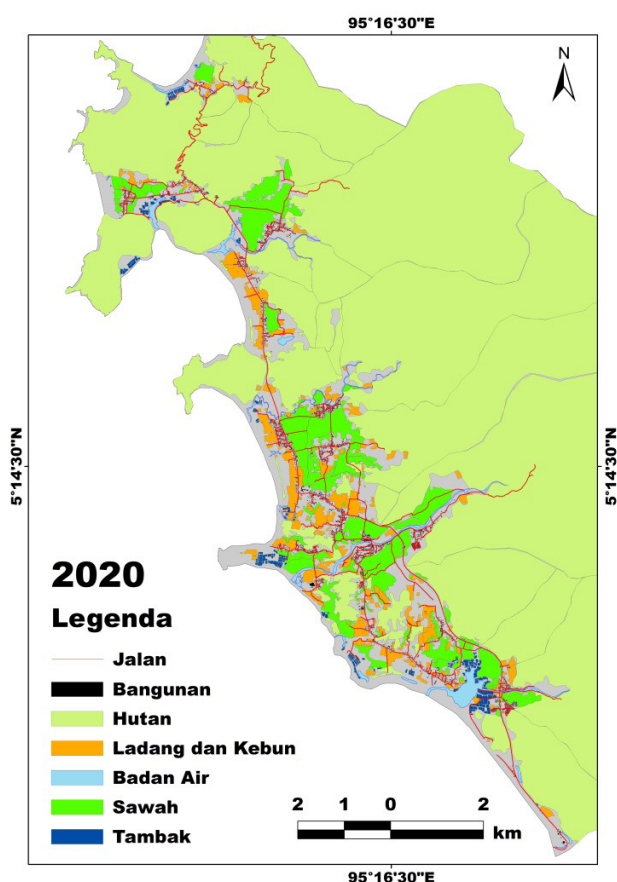 95°16'30"E
N
5°14'30"N
5°14'30"N
2020
Legenda
Jalan
Bangunan
Hutan
Ladang dan Kebun
Badan Air
Sawah
Tambak
2 1 0 2
km
95°16'30"E